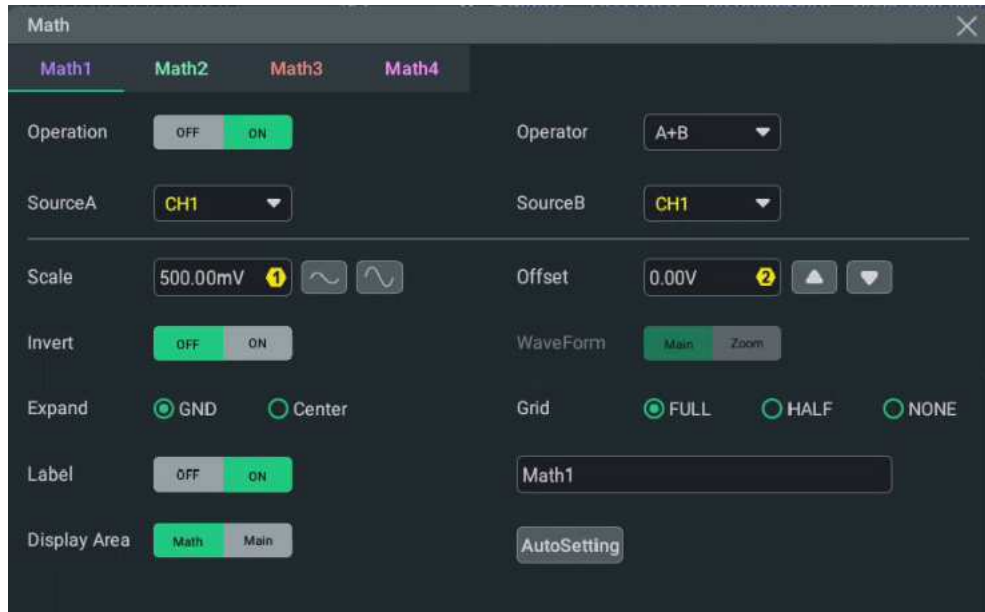 Math
Math1 Math2 Math3 Math4
Operation OFF ON Operator A+B
SourceA CH1 SourceB CH1
Scale 500.00mV 1 Offset 0.00V 2
Invert OFF ON WaveForm Main Zoom
Expand GND Center Grid FULL HALF NONE
Label OFF ON Math1
Display Area Math Main AutoSetting